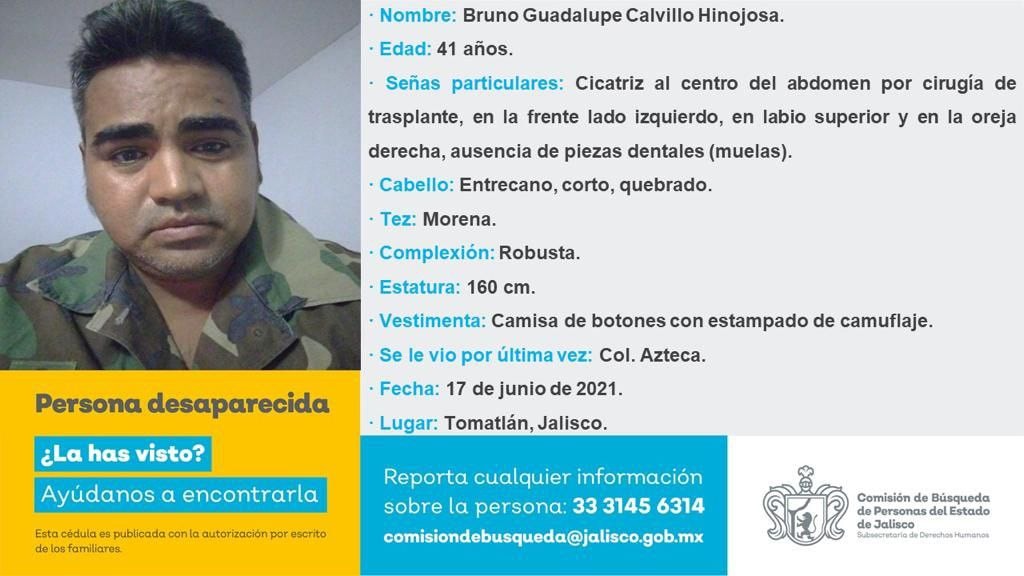 · Nombre: Bruno Guadalupe Calvillo Hinojosa.
· Edad: 41 años.
· Señas particulares: Cicatriz al centro del abdomen por cirugía de
trasplante, en la frente lado izquierdo, en labio superior y en la oreja
derecha, ausencia de piezas dentales (muelas).
· Cabello: Entrecano, corto, quebrado.
· Tez: Morena.
· Complexión: Robusta.
· Estatura: 160 cm.
· Vestimenta: Camisa de botones con estampado de camuflaje.
· Se le vio por última vez: Col. Azteca.
· Fecha: 17 de junio de 2021.
· Lugar: Tomatlán, Jalisco.
Persona desaparecida
¿La has visto?
Ayúdanos a encontrarla
Esta cédula es publicada con la autorización por escrito
de los familiares.
Reporta cualquier información
sobre la persona: 33 3145 6314
comisiondebusqueda@jalisco.gob.mx
Comisión de Búsqueda
de Personas del Estado
de Jalisco
Subsecretaría de Derechos Humanos